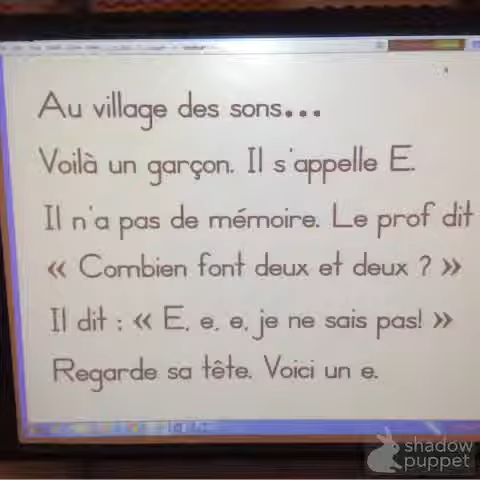 Au village des sons...
Voilà un garçon. Il s'appelle E.
Il n'a pas de mémoire. Le prof dit
« Combien font deux et deux ? »
Il dit : « E, e, e, je ne sais pas! »
Regarde sa tête. Voici un e.
shadow
puppet